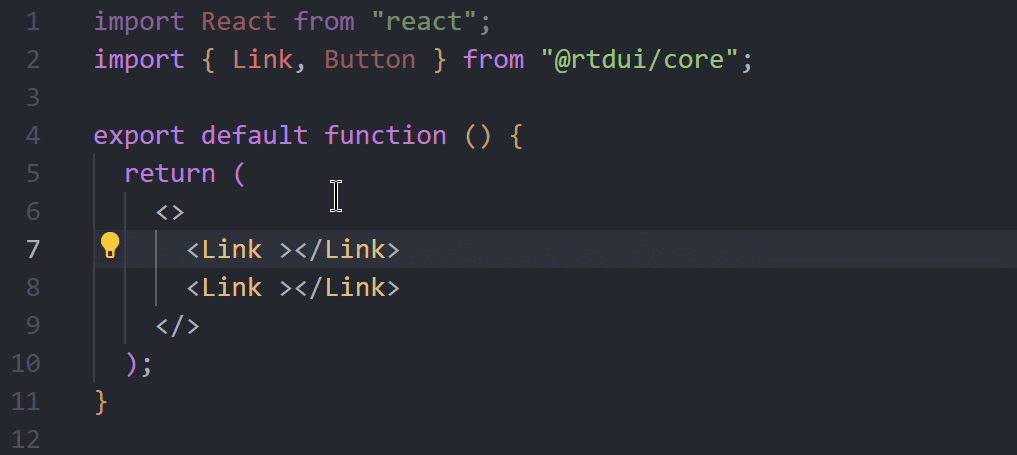 1 import React from "react";
2 import { Link, Button } from "@rtdui/core";
3
4 export default function () {
5   return (
6     <>
7       <Link ></Link>
8       <Link ></Link>
9     </>
10   );
11 }
12